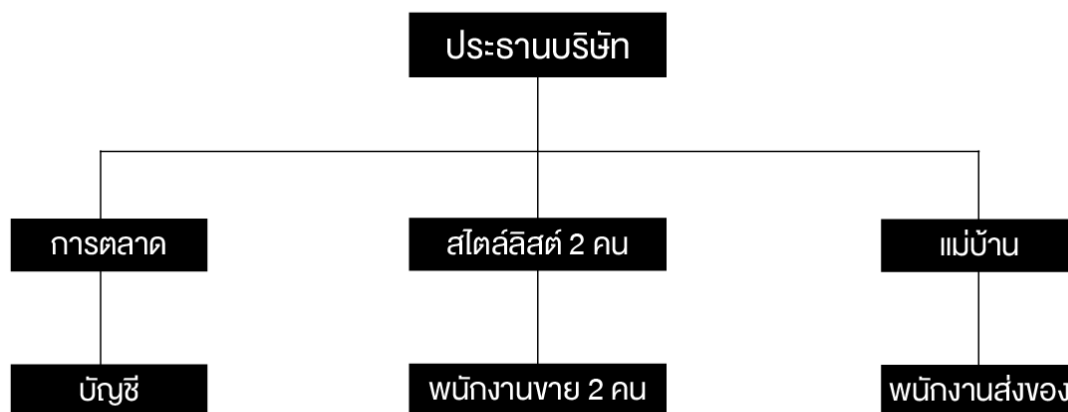 ประธานบริษัท
การตลาด
สไตล์ลิสต์ 2 คน
แม่บ้าน
บัญชี
พนักงานขาย 2 คน
พนักงานส่งของ